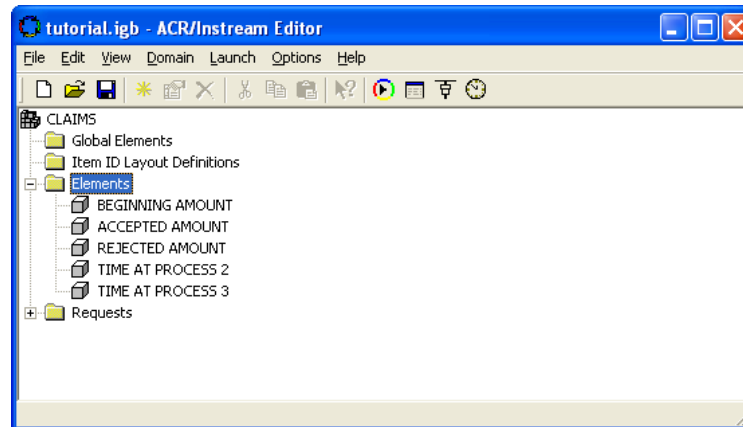 tutorial.igb - ACR/Instream Editor
File Edit View Domain Launch Options Help
CLAIMS
Global Elements
Item ID Layout Definitions
Elements
BEGINNING AMOUNT
ACCEPTED AMOUNT
REJECTED AMOUNT
TIME AT PROCESS 2
TIME AT PROCESS 3
Requests